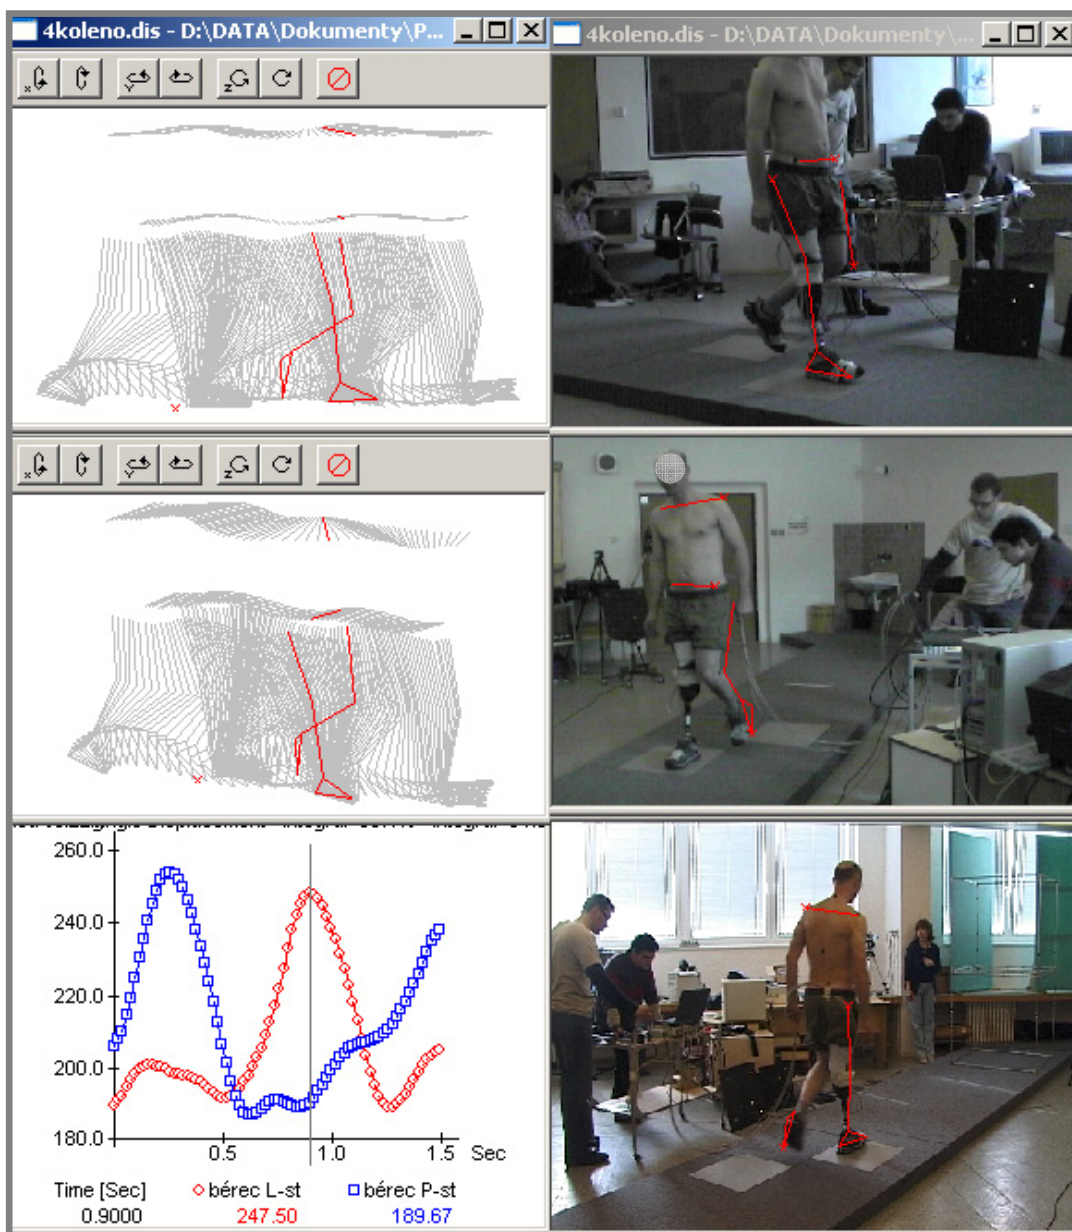 4koleno.dis - D:\DATA\Dokumenty\P...
4koleno.dis - D:\DATA\Dokumenty\...
x
Y
z
x
Y
z
260.0
240.0
220.0
200.0
180.0
0.5 1.0 1.5 Sec
Time [Sec] bérec L-st bérec P-st
0.9000 247.50 189.67